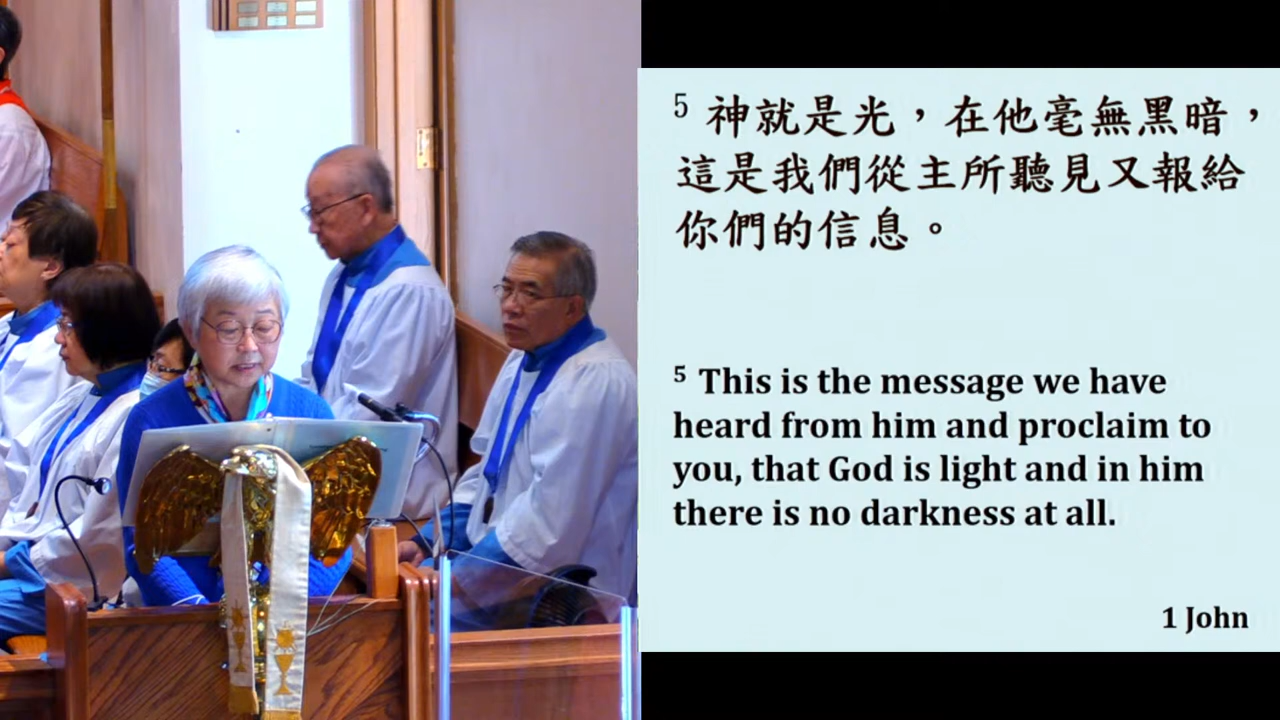 5 神就是光，在他毫無黑暗，
這是我們從主所聽見又報給
你們的信息。
5 This is the message we have
heard from him and proclaim to
you, that God is light and in him
there is no darkness at all.
1 John